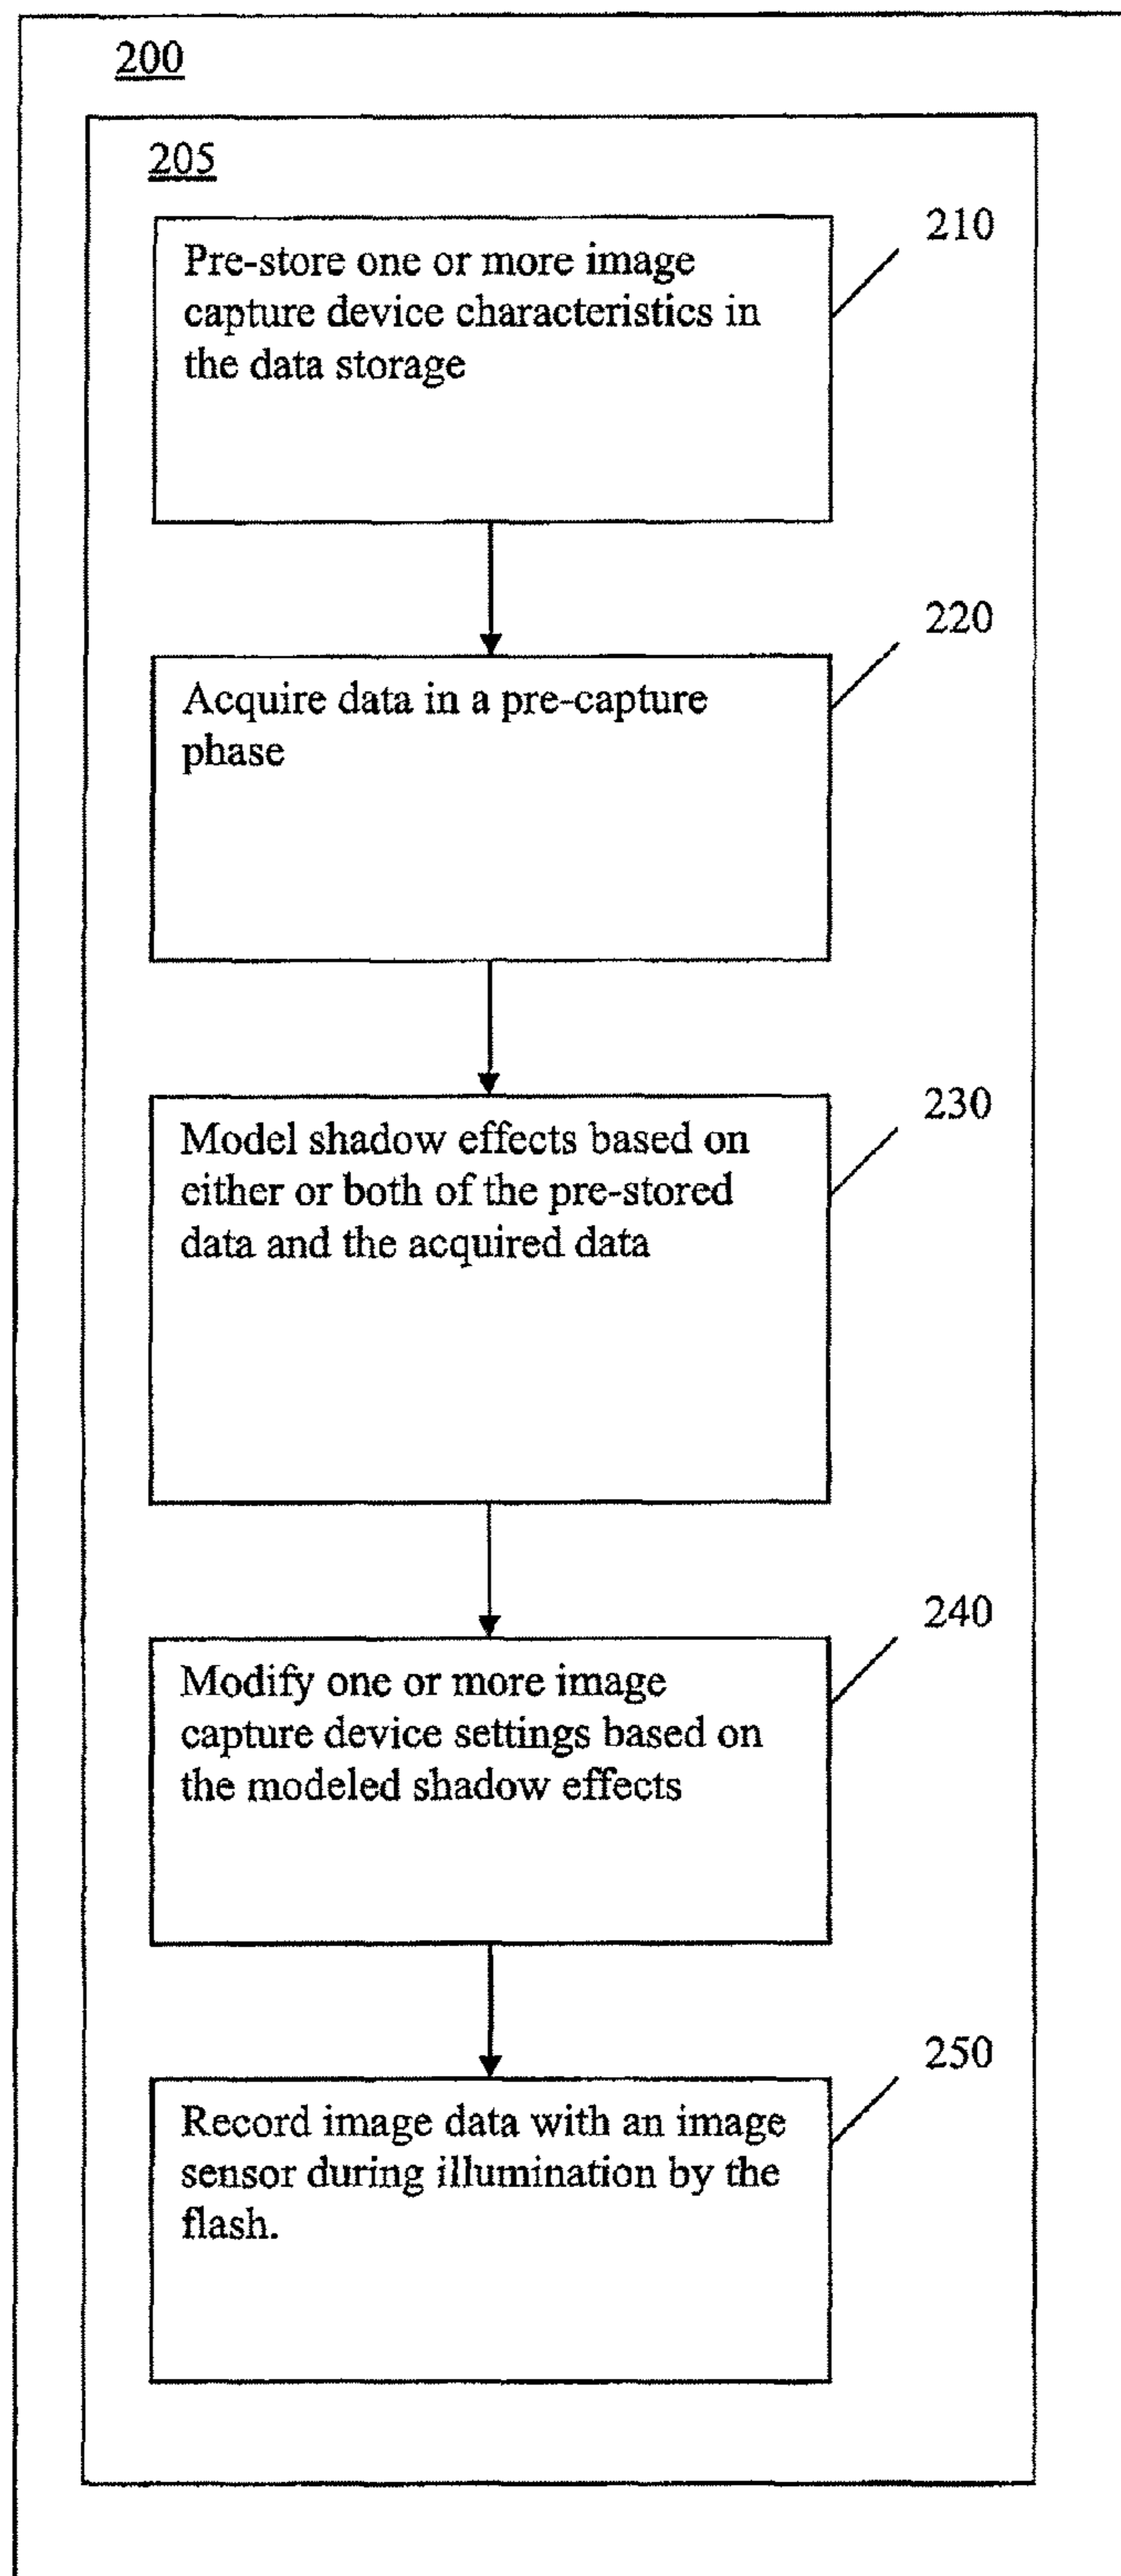 200
205
210
Pre-store one or more image
capture device characteristics in
the data storage
220
Acquire data in a pre-capture
phase
230
Model shadow effects based on
either or both of the pre-stored
data and the acquired data
240
Modify one or more image
capture device settings based on
the modeled shadow effects
250
Record image data with an image
sensor during illumination by the
flash.